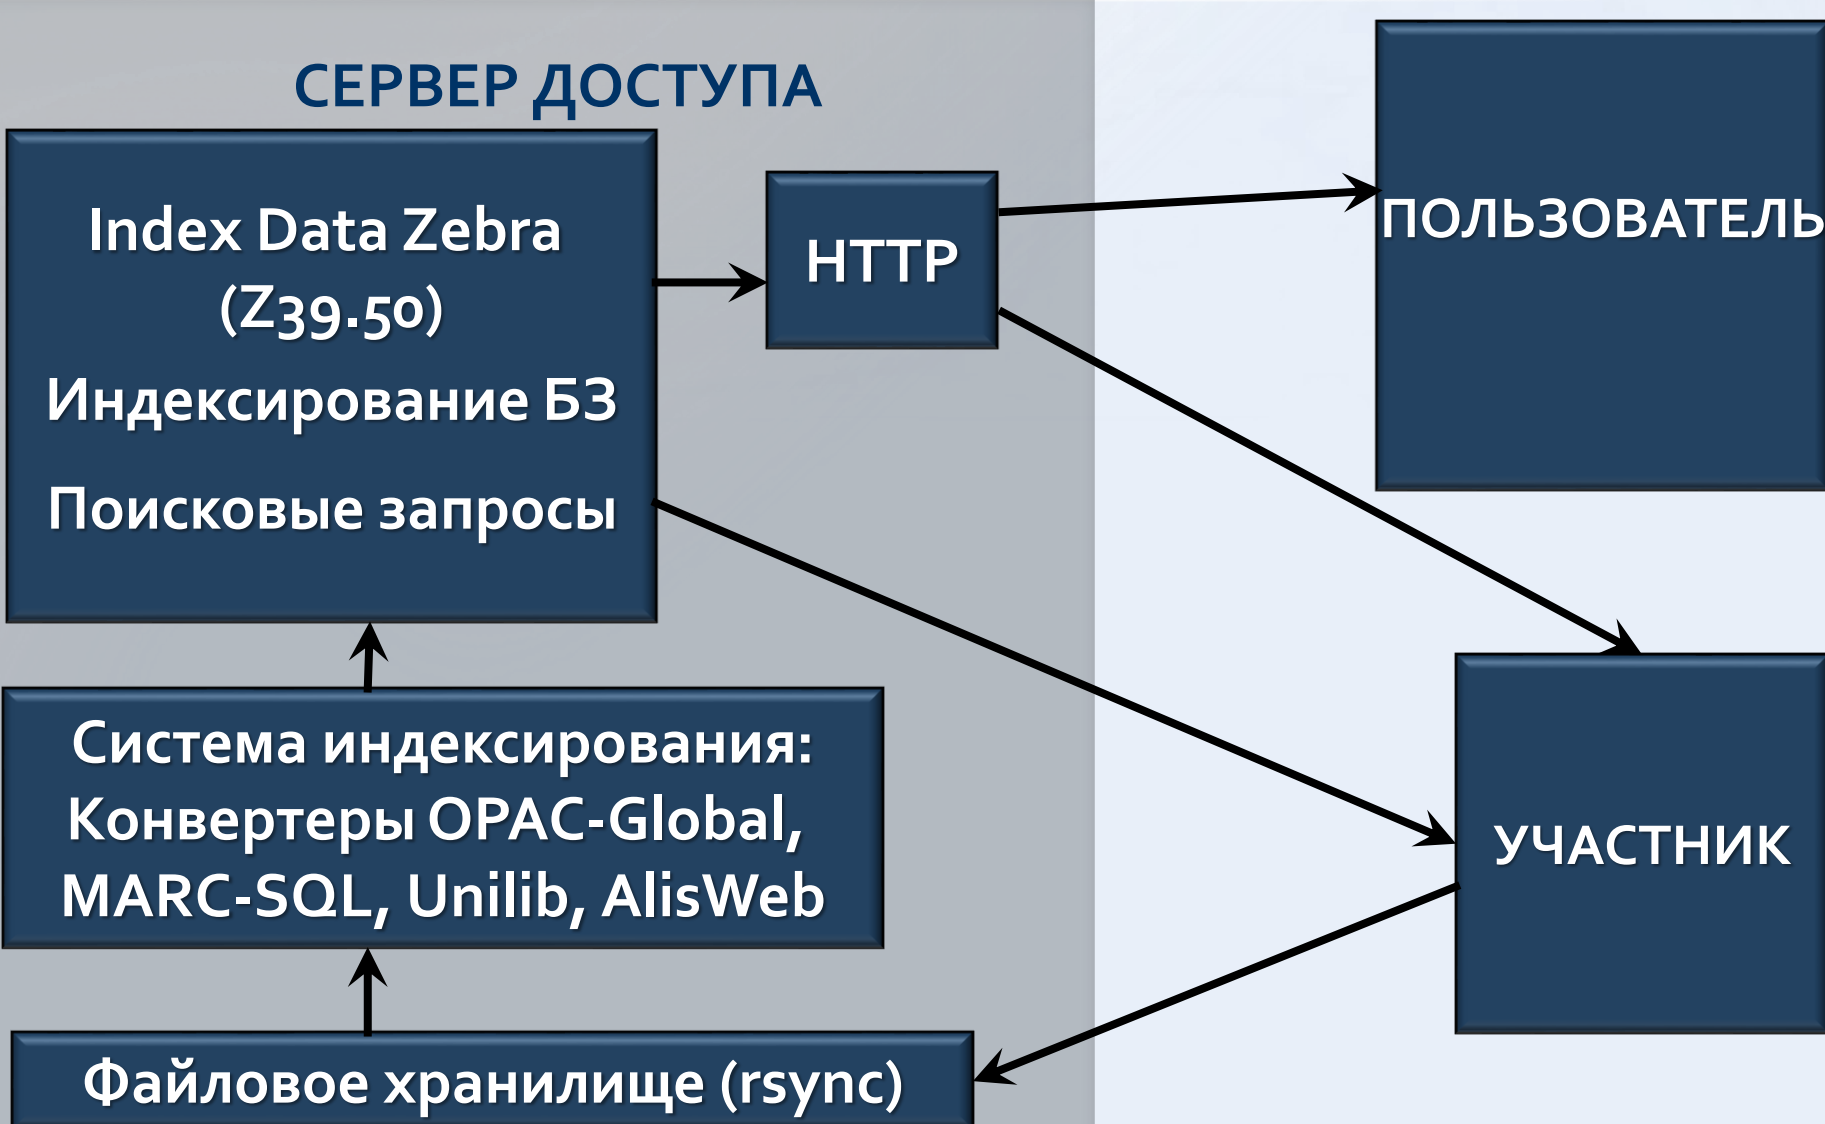 СЕРВЕР ДОСТУПА
Index Data Zebra
(Z39.50)
Индексирование БЗ
Поисковые запросы
HTTP
ПОЛЬЗОВАТЕЛЬ
Система индексирования:
Конвертеры OPAC-Global,
MARC-SQL, Unilib, AlisWeb
УЧАСТНИК
Файловое хранилище (rsync)